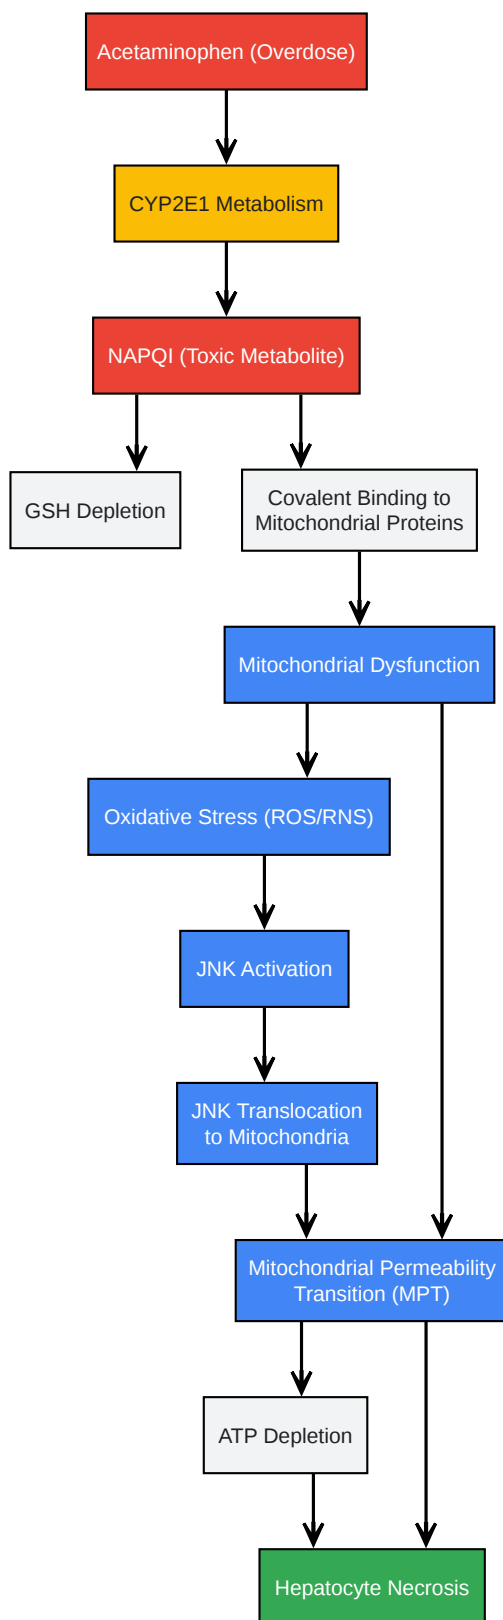 Acetaminophen (Overdose)
CYP2E1 Metabolism
NAPQI (Toxic Metabolite)
GSH Depletion
Covalent Binding to
Mitochondrial Proteins
Mitochondrial Dysfunction
Oxidative Stress (ROS/RNS)
JNK Activation
JNK Translocation
to Mitochondria
Mitochondrial Permeability
Transition (MPT)
ATP Depletion
Hepatocyte Necrosis